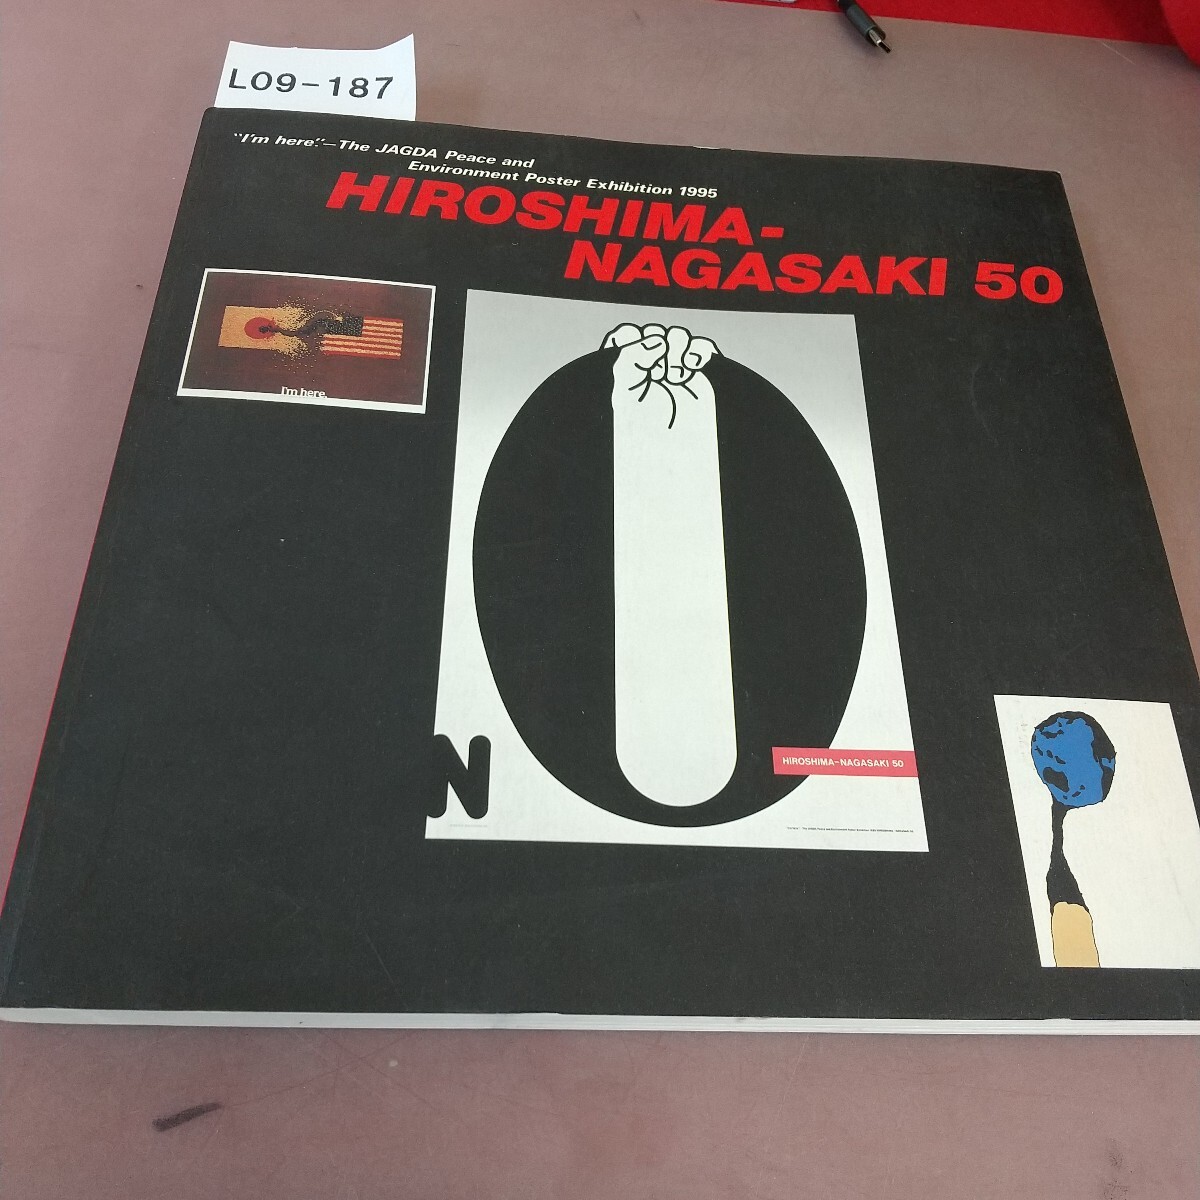 L09-187
"I'm here."—The JAGDA Peace and
Environment Poster Exhibition 1995
HIROSHIMA-
NAGASAKI 50
I'm here.
N
HIROSHIMA-NAGASAKI 50